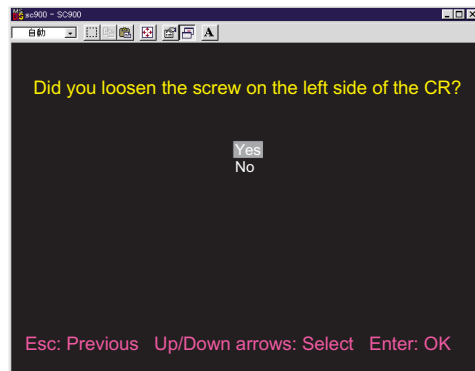 sc900 - SC900
自動
A
Did you loosen the screw on the left side of the CR?
Yes
No
Esc: Previous Up/Down arrows: Select Enter: OK